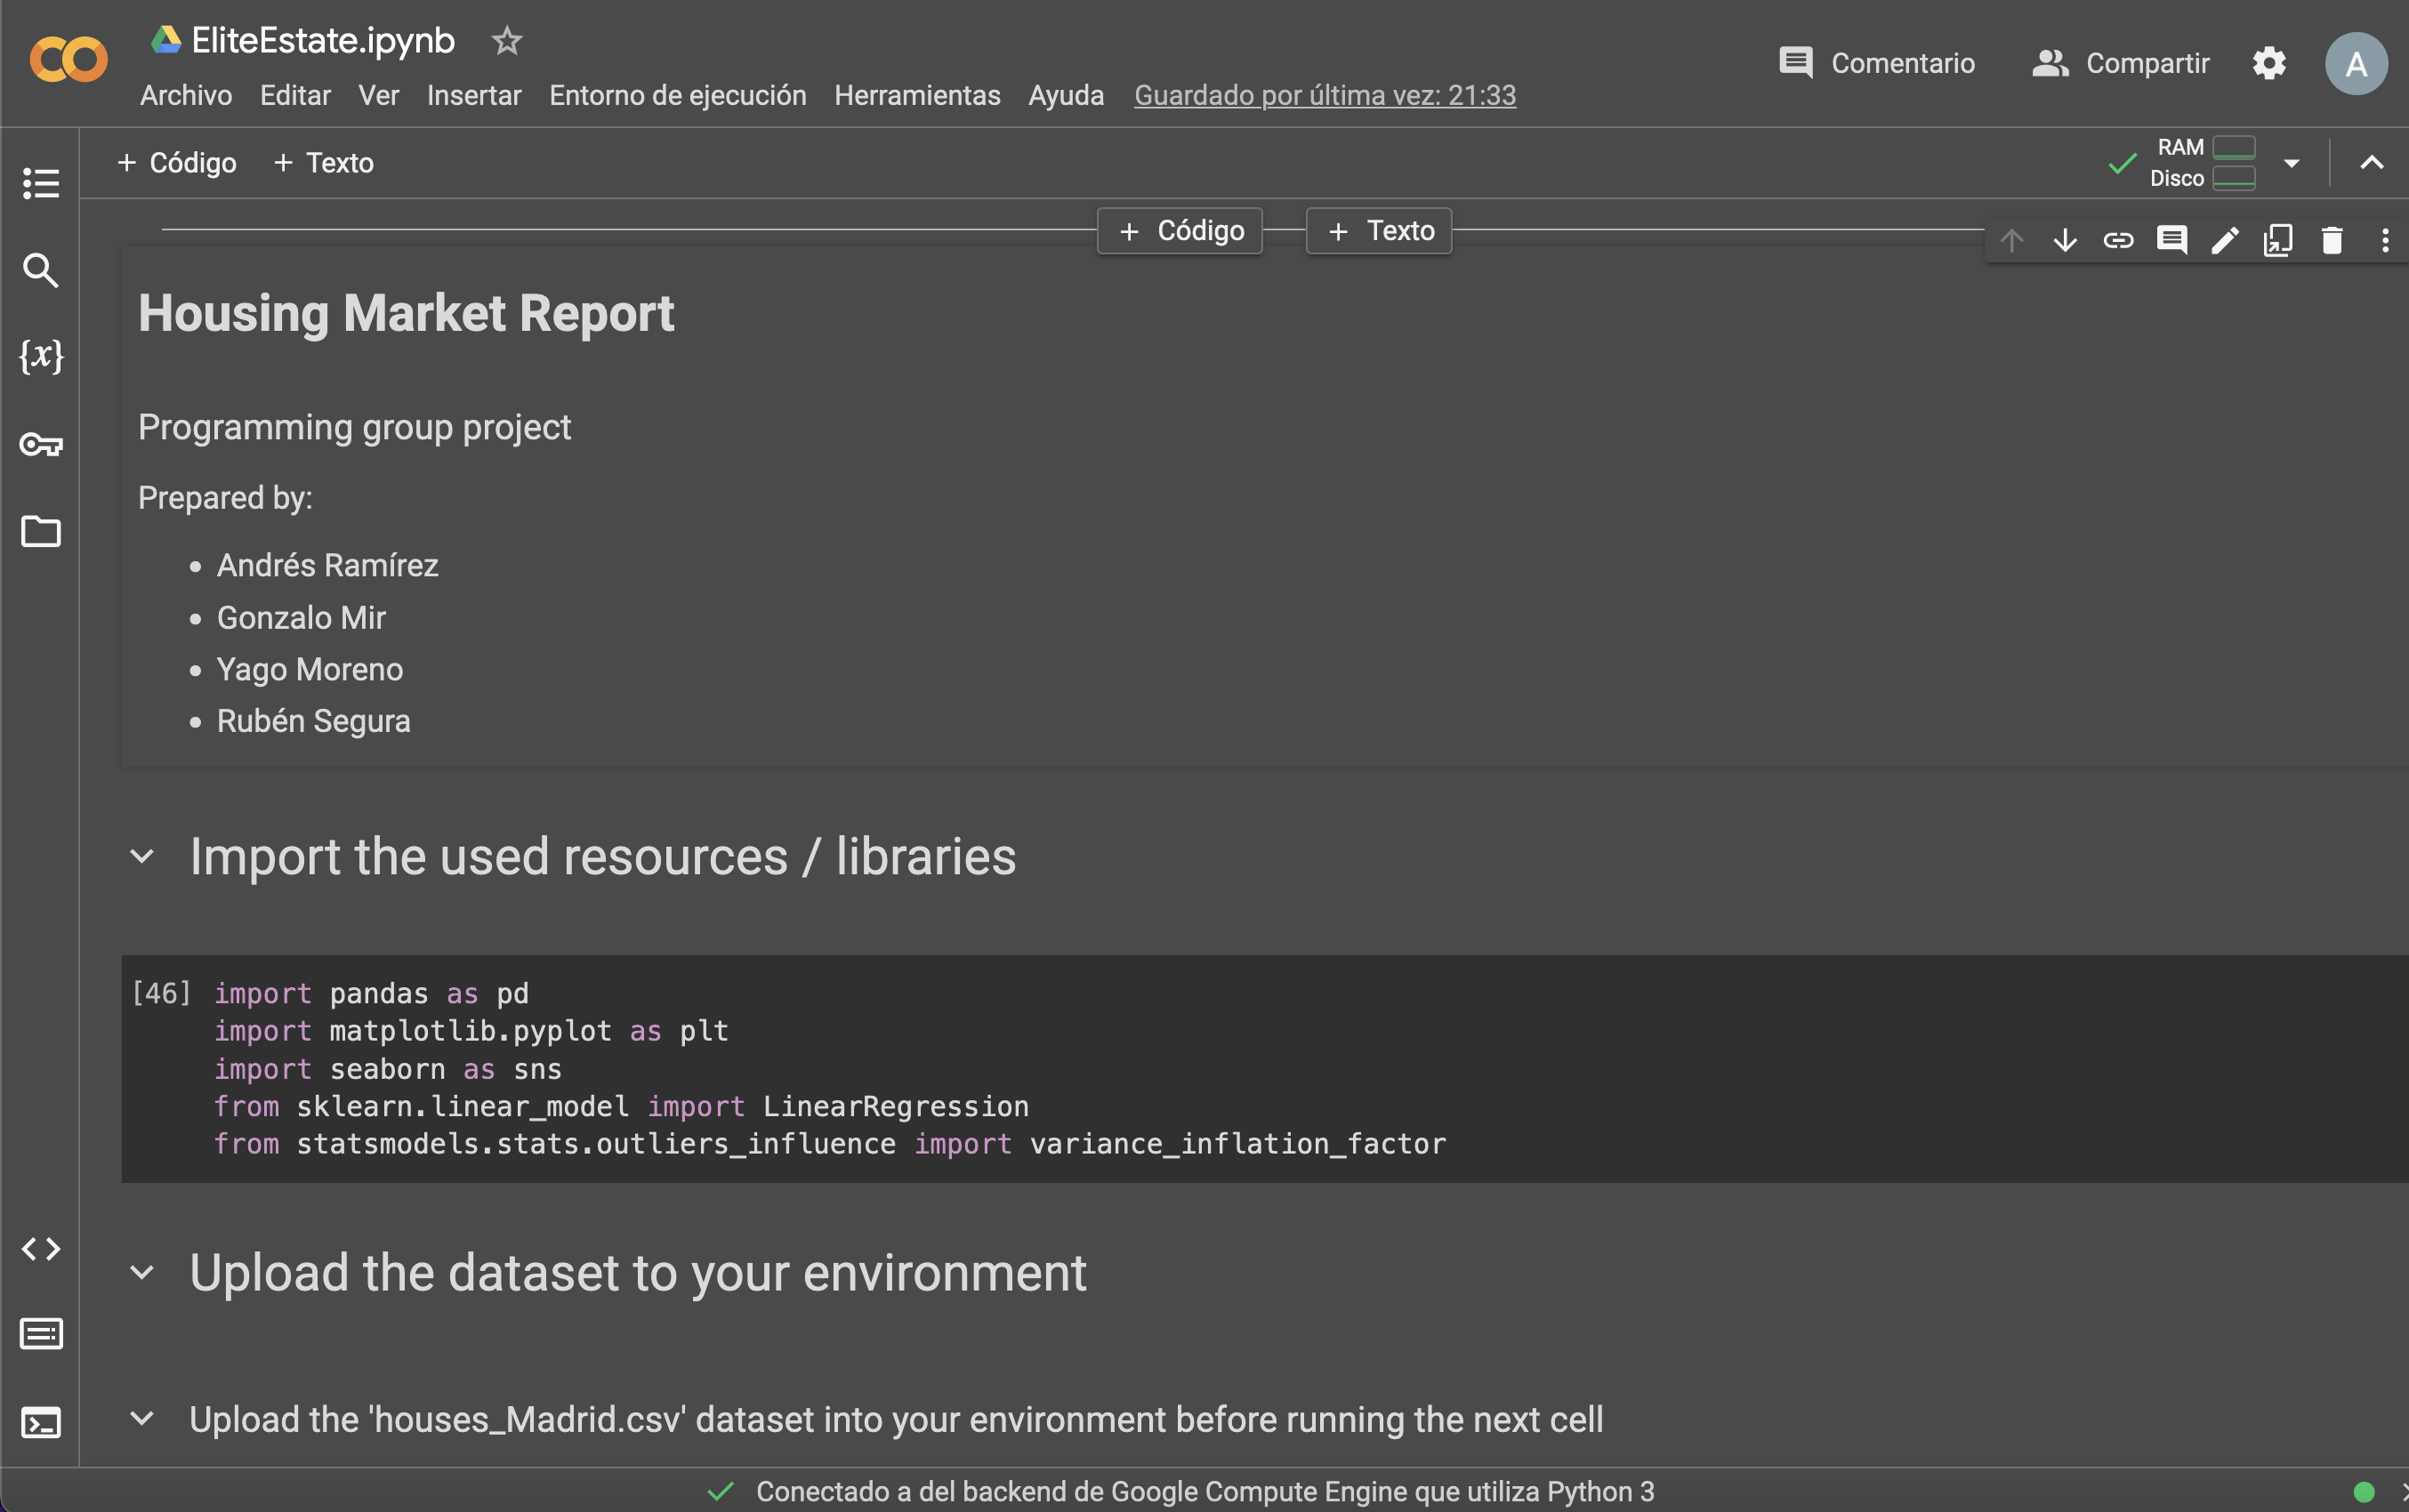 EliteEstate.ipynb
Comentario
Compartir
A
Archivo Editar Ver Insertar Entorno de ejecución Herramientas Ayuda Guardado por última vez: 21:33
+ Código + Texto
RAM
Disco
+ Código + Texto
Housing Market Report
Programming group project
Prepared by:
• Andrés Ramírez
• Gonzalo Mir
• Yago Moreno
• Rubén Segura
Import the used resources / libraries
[46] import pandas as pd
import matplotlib.pyplot as plt
import seaborn as sns
from sklearn.linear_model import LinearRegression
from statsmodels.stats.outliers_influence import variance_inflation_factor
Upload the dataset to your environment
Upload the 'houses_Madrid.csv' dataset into your environment before running the next cell
Conectado a del backend de Google Compute Engine que utiliza Python 3